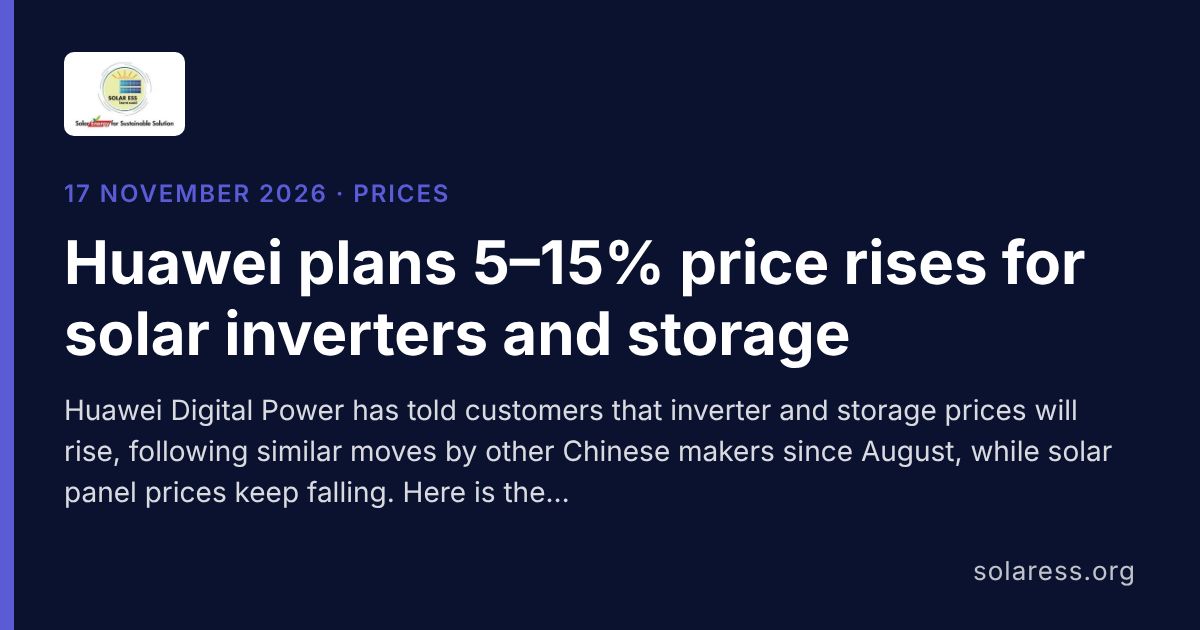 SOLAR ESS
Solar Energy for Sustainable Solution
17 NOVEMBER 2026 · PRICES
Huawei plans 5–15% price rises for
solar inverters and storage
Huawei Digital Power has told customers that inverter and storage prices will
rise, following similar moves by other Chinese makers since August, while solar
panel prices keep falling. Here is the...
solaress.org